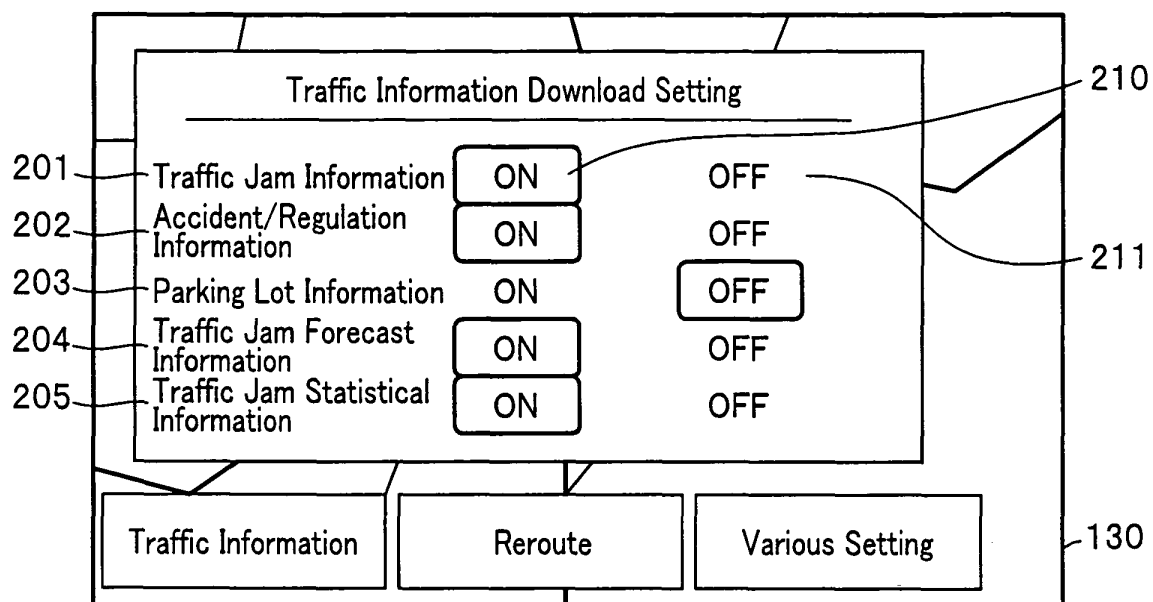 Traffic Information Download Setting
210
201 Traffic Jam Information ON OFF
202 Accident/Regulation
Information ON OFF
211
203 Parking Lot Information ON OFF
204 Traffic Jam Forecast
Information ON OFF
205 Traffic Jam Statistical
Information ON OFF
Traffic Information Reroute Various Setting
130